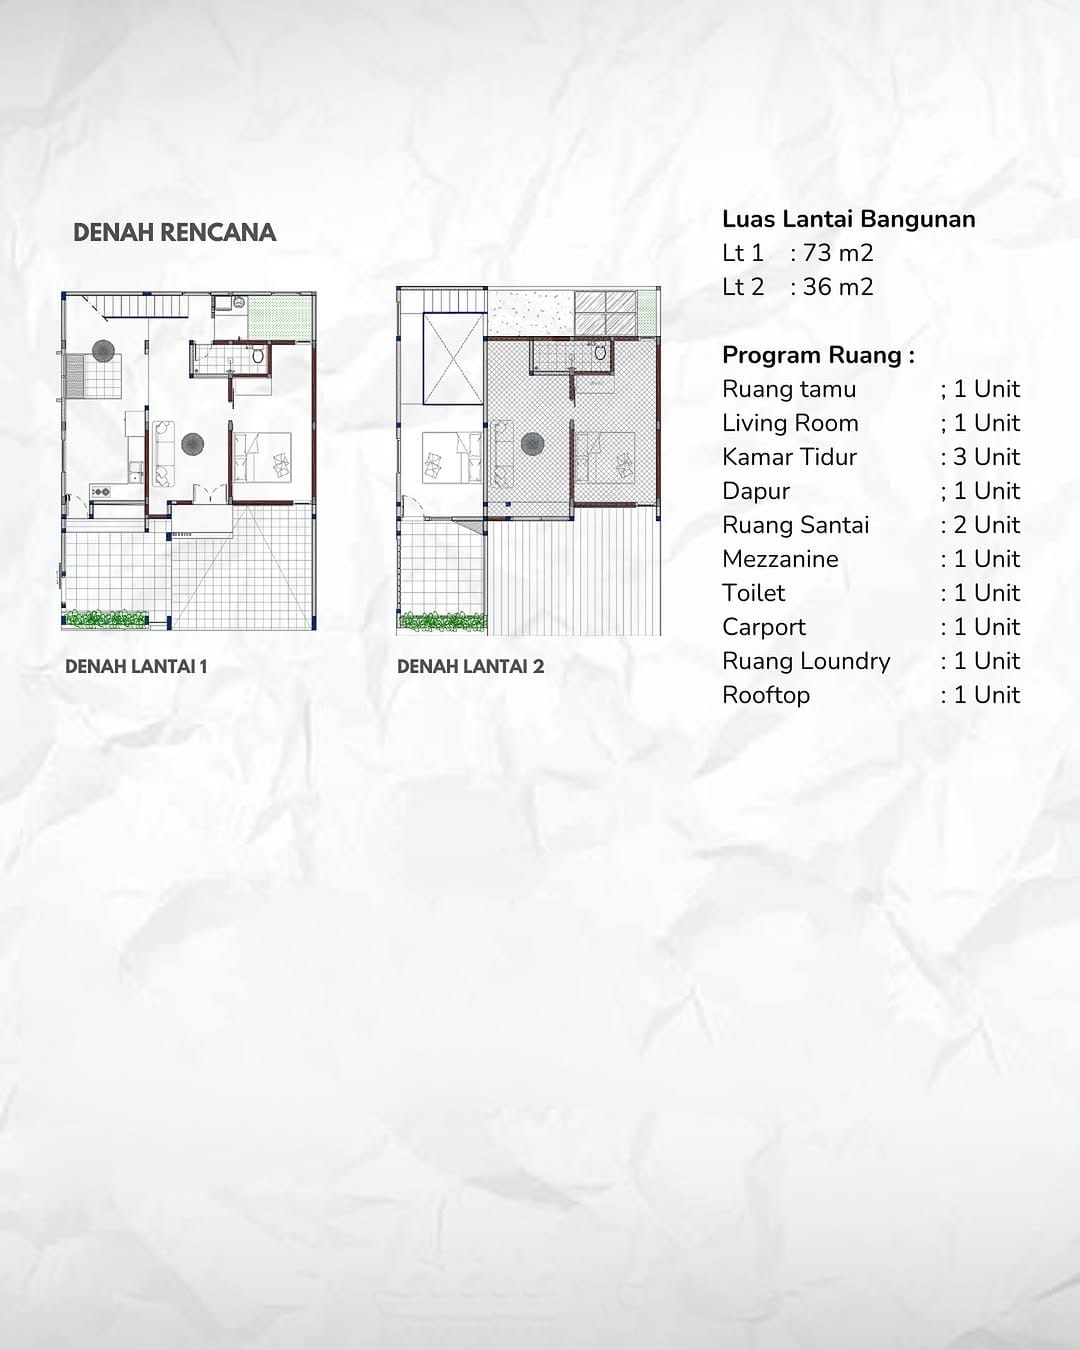 DENAH RENCANA
DENAH LANTAI 1
DENAH LANTAI 2
Luas Lantai Bangunan
Lt 1 : 73 m2
Lt 2 : 36 m2
Program Ruang :
Ruang tamu ; 1 Unit
Living Room ; 1 Unit
Kamar Tidur : 3 Unit
Dapur ; 1 Unit
Ruang Santai : 2 Unit
Mezzanine : 1 Unit
Toilet : 1 Unit
Carport : 1 Unit
Ruang Loundry : 1 Unit
Rooftop : 1 Unit